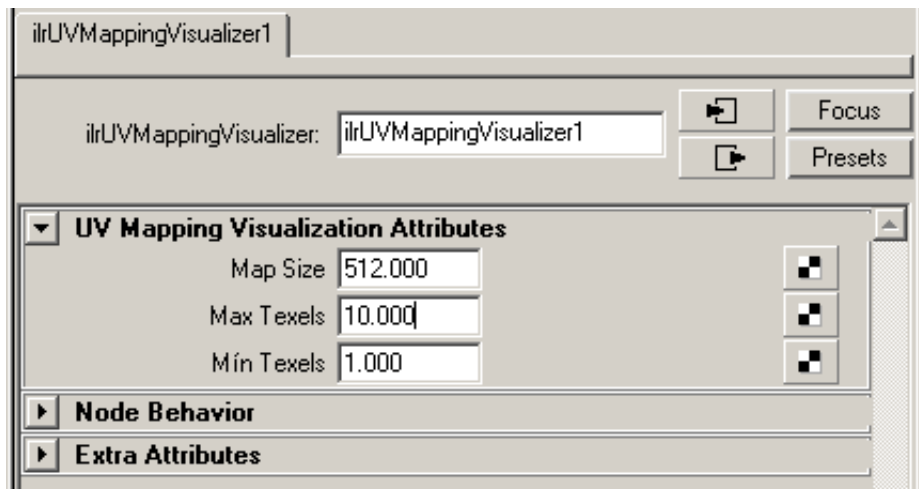 ilrUVMappingVisualizer1
ilrUVMappingVisualizer: ilrUVMappingVisualizer1 Focus
Presets
UV Mapping Visualization Attributes
Map Size 512.000
Max Texels 10.000
Mín Texels 1.000
Node Behavior
Extra Attributes